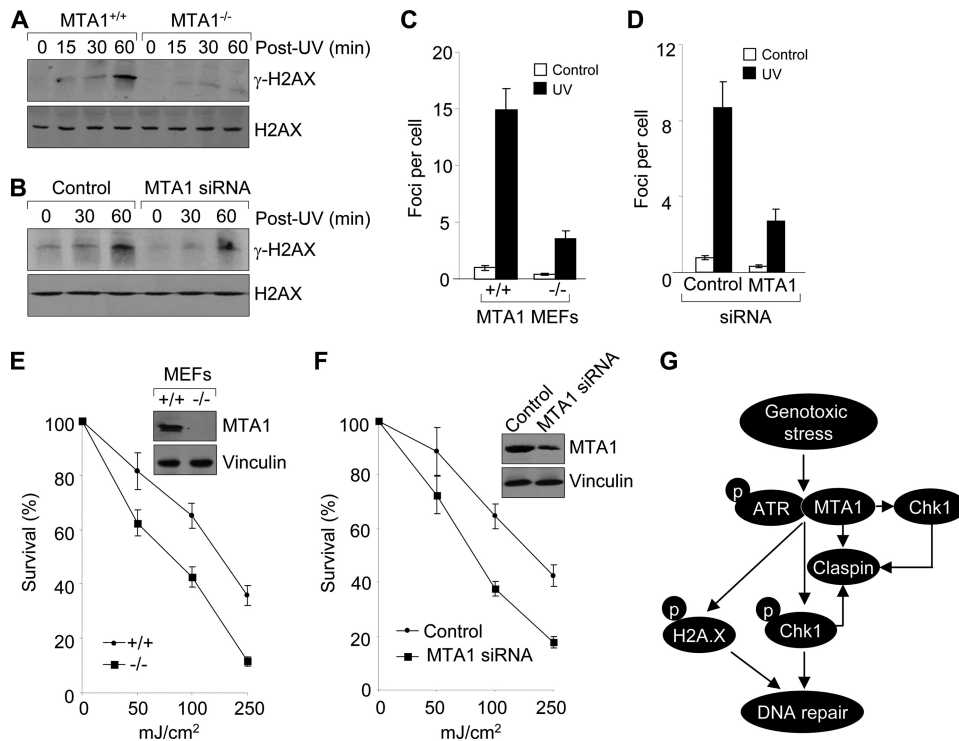 A
MTA1+/+ MTA1-/-
0 15 30 60 0 15 30 60 Post-UV (min)
γ-H2AX
H2AX
B
Control MTA1 siRNA
0 30 60 0 30 60 Post-UV (min)
γ-H2AX
H2AX
C
Foci per cell
20
15
10
5
0
Control
UV
+/+ -/-
MTA1 MEFs
D
Foci per cell
12
8
4
0
Control
UV
Control MTA1
siRNA
E
MEFs
+/+ -/-
MTA1
Vinculin
Survival (%)
100
80
60
40
20
0
+/+
-/-
0 50 100 250
mJ/cm2
F
Control
MTA1 siRNA
MTA1
Vinculin
Survival (%)
100
80
60
40
20
0
Control
MTA1 siRNA
0 50 100 250
mJ/cm2
G
Genotoxic
stress
p
ATR MTA1 Chk1
Claspin
p
H2A.X
p
Chk1
DNA repair